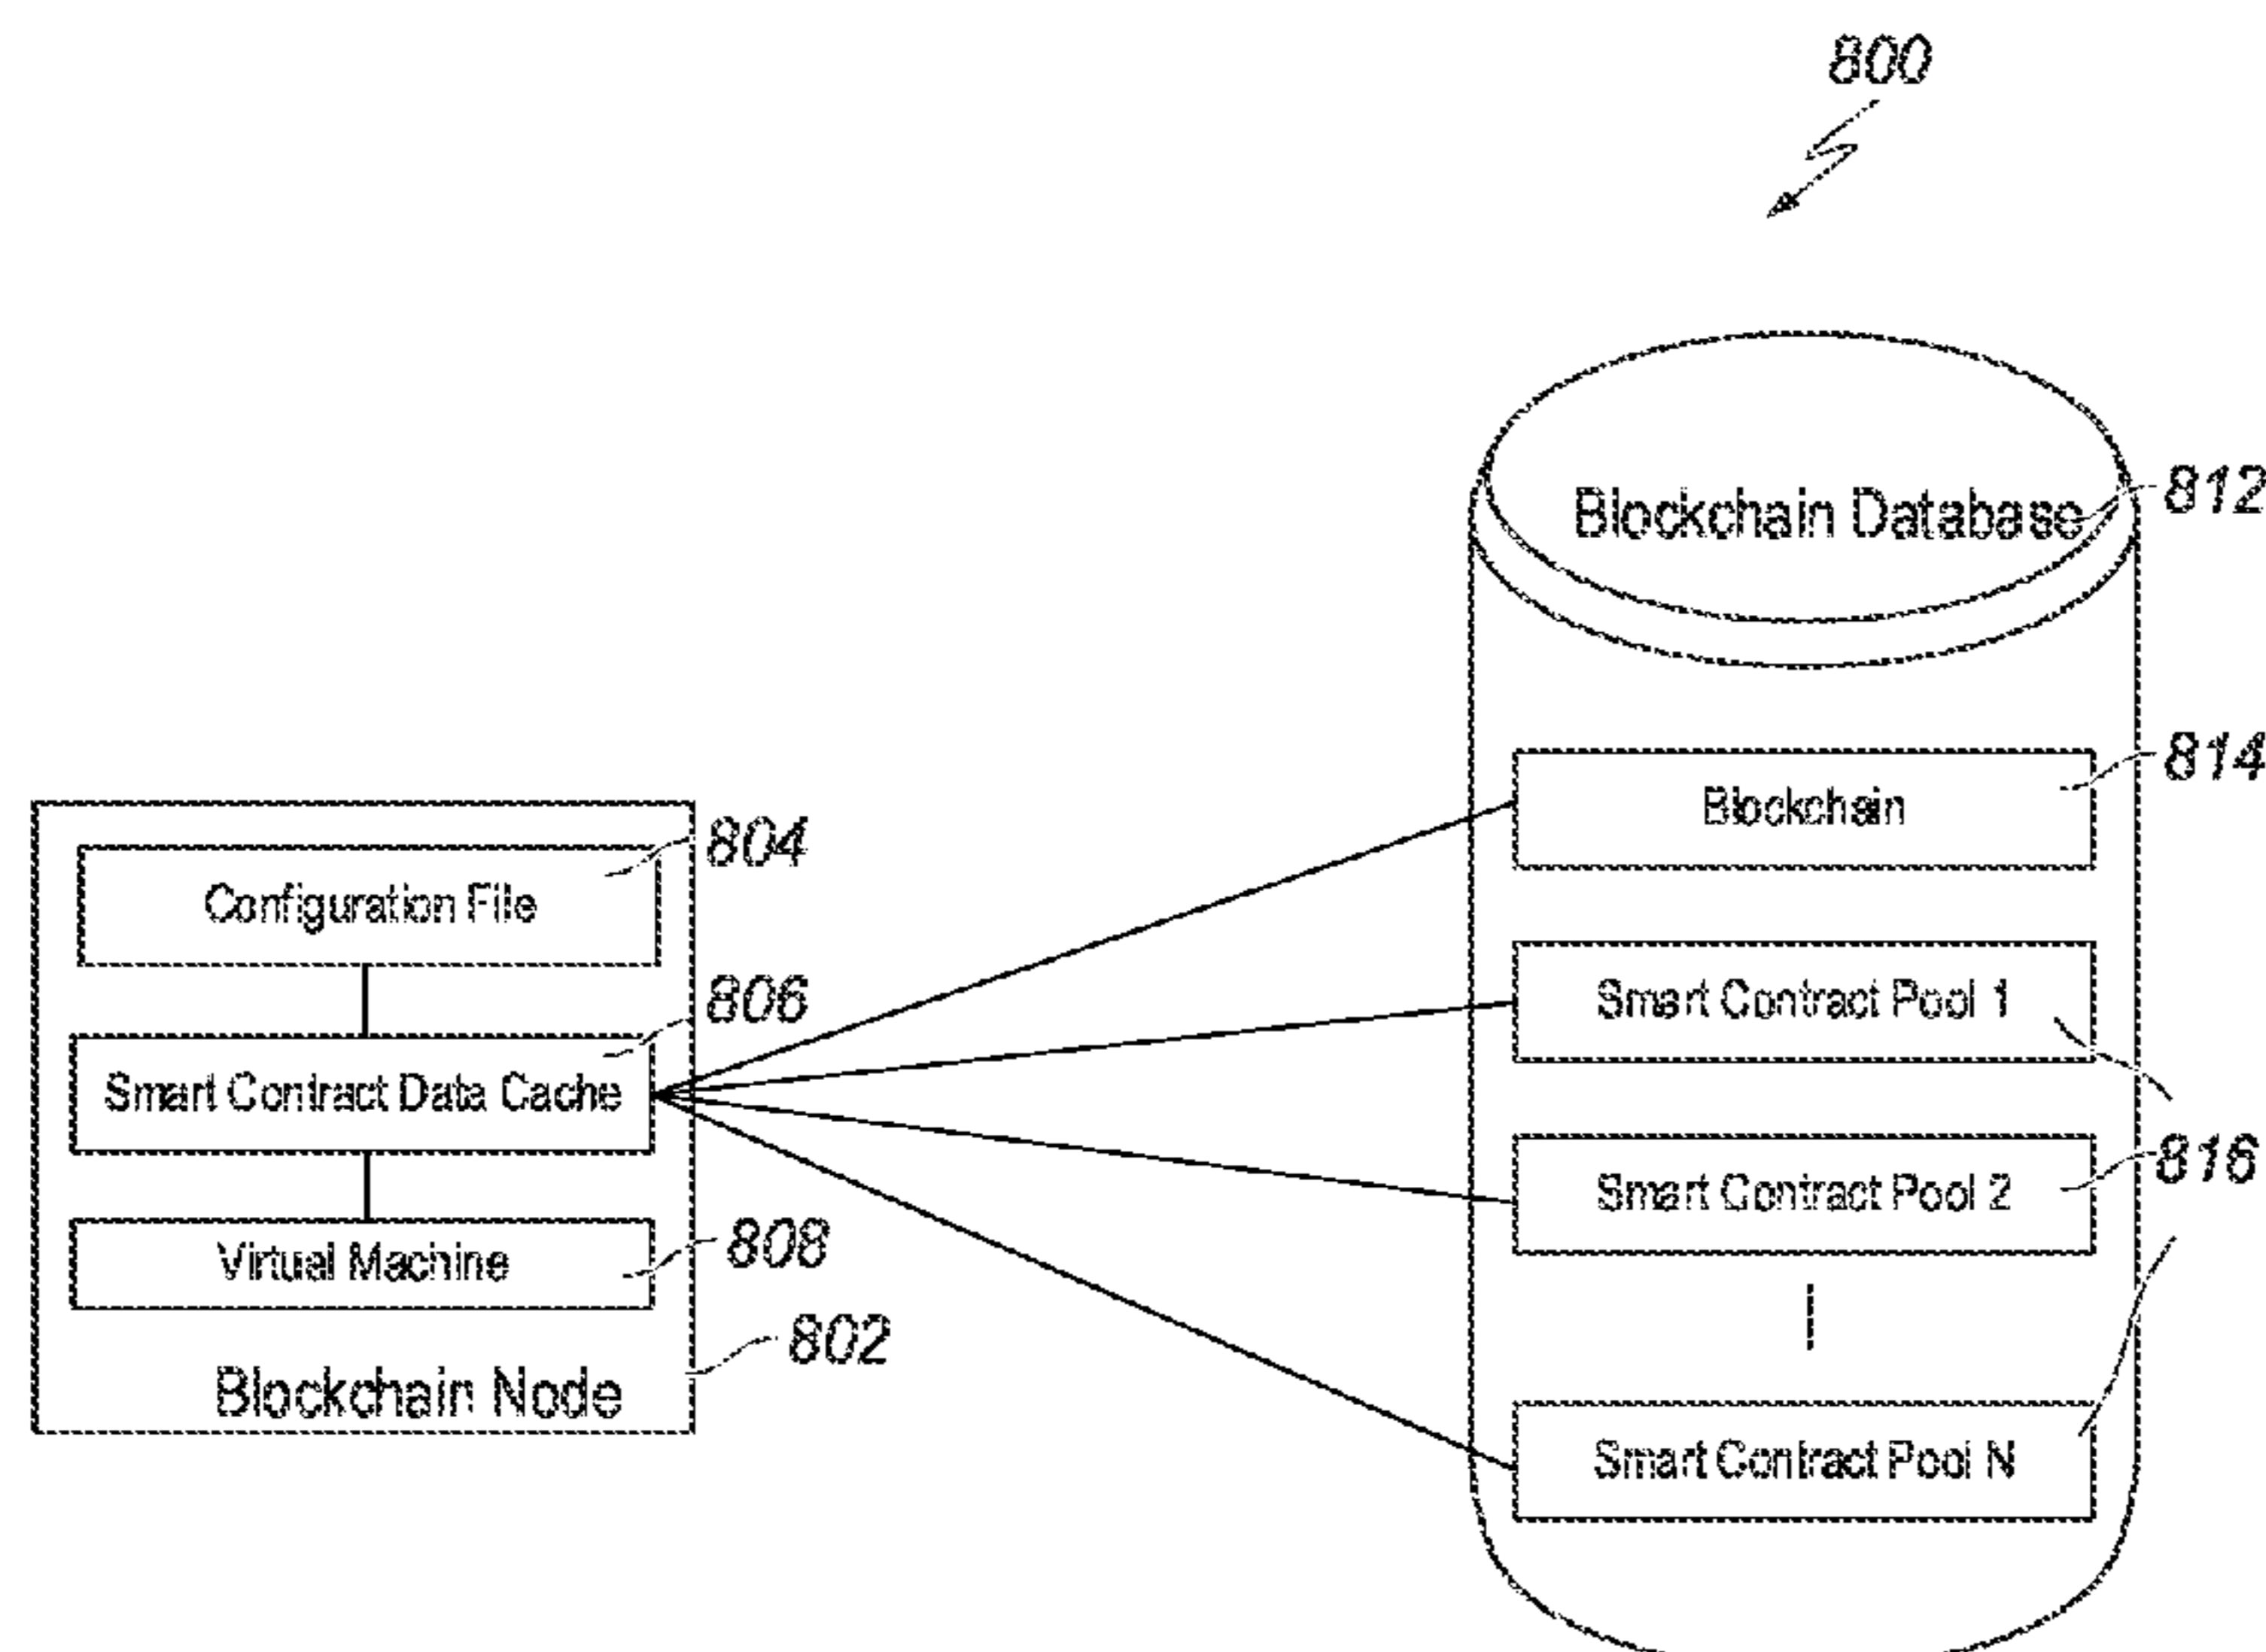 800
Blockchain Database
812
Blockchain
814
Configuration File
804
Smart Contract Pool 1
806
Smart Contract Data Cache
Smart Contract Pool 2
816
Virtual Machine
808
802
Blockchain Node
Smart Contract Pool N